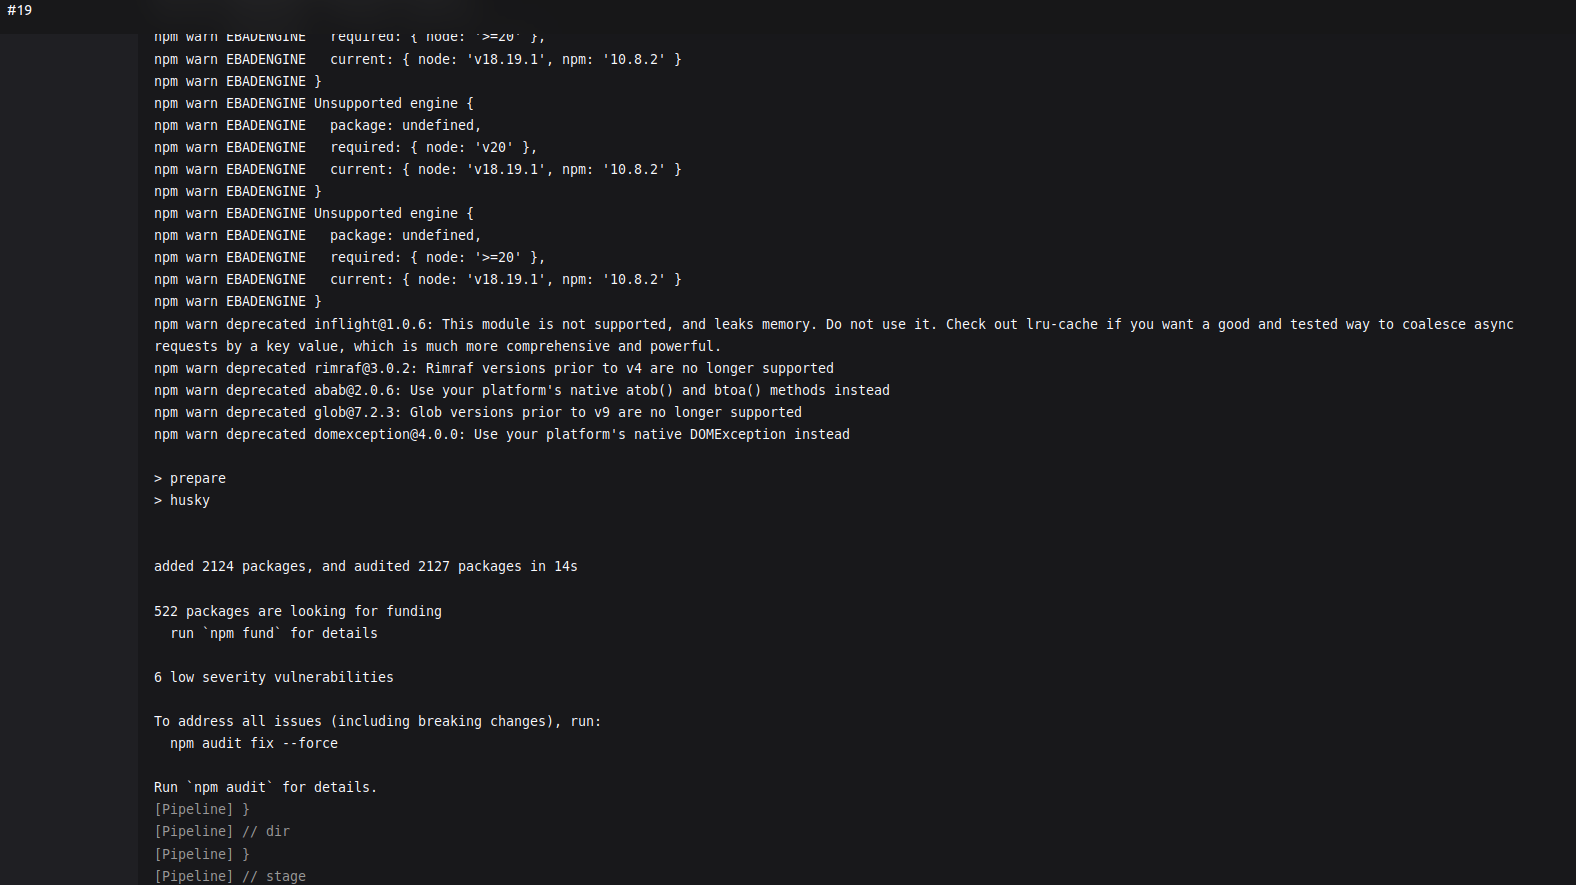 #19
npm warn EBADENGINE   required: { node: '>=20' },
npm warn EBADENGINE   current: { node: 'v18.19.1', npm: '10.8.2' }
npm warn EBADENGINE }
npm warn EBADENGINE Unsupported engine {
npm warn EBADENGINE   package: undefined,
npm warn EBADENGINE   required: { node: 'v20' },
npm warn EBADENGINE   current: { node: 'v18.19.1', npm: '10.8.2' }
npm warn EBADENGINE }
npm warn EBADENGINE Unsupported engine {
npm warn EBADENGINE   package: undefined,
npm warn EBADENGINE   required: { node: '>=20' },
npm warn EBADENGINE   current: { node: 'v18.19.1', npm: '10.8.2' }
npm warn EBADENGINE }
npm warn deprecated inflight@1.0.6: This module is not supported, and leaks memory. Do not use it. Check out lru-cache if you want a good and tested way to coalesce async
requests by a key value, which is much more comprehensive and powerful.
npm warn deprecated rimraf@3.0.2: Rimraf versions prior to v4 are no longer supported
npm warn deprecated abab@2.0.6: Use your platform's native atob() and btoa() methods instead
npm warn deprecated glob@7.2.3: Glob versions prior to v9 are no longer supported
npm warn deprecated domexception@4.0.0: Use your platform's native DOMException instead

> prepare
> husky

added 2124 packages, and audited 2127 packages in 14s

522 packages are looking for funding
  run `npm fund` for details

6 low severity vulnerabilities

To address all issues (including breaking changes), run:
  npm audit fix --force

Run `npm audit` for details.
[Pipeline] }
[Pipeline] // dir
[Pipeline] }
[Pipeline] // stage